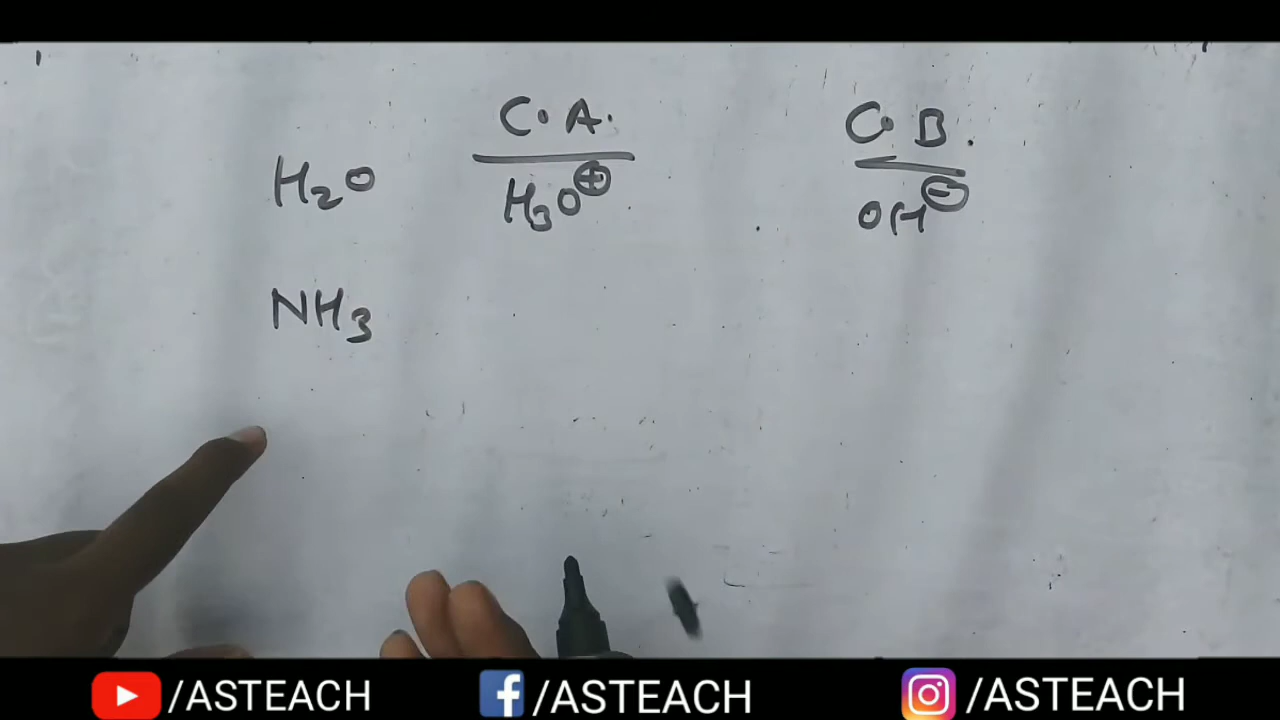 C. A.
C. B.
H₂O H₃O⊕ OH⊖
NH₃
/ASTEACH /ASTEACH /ASTEACH